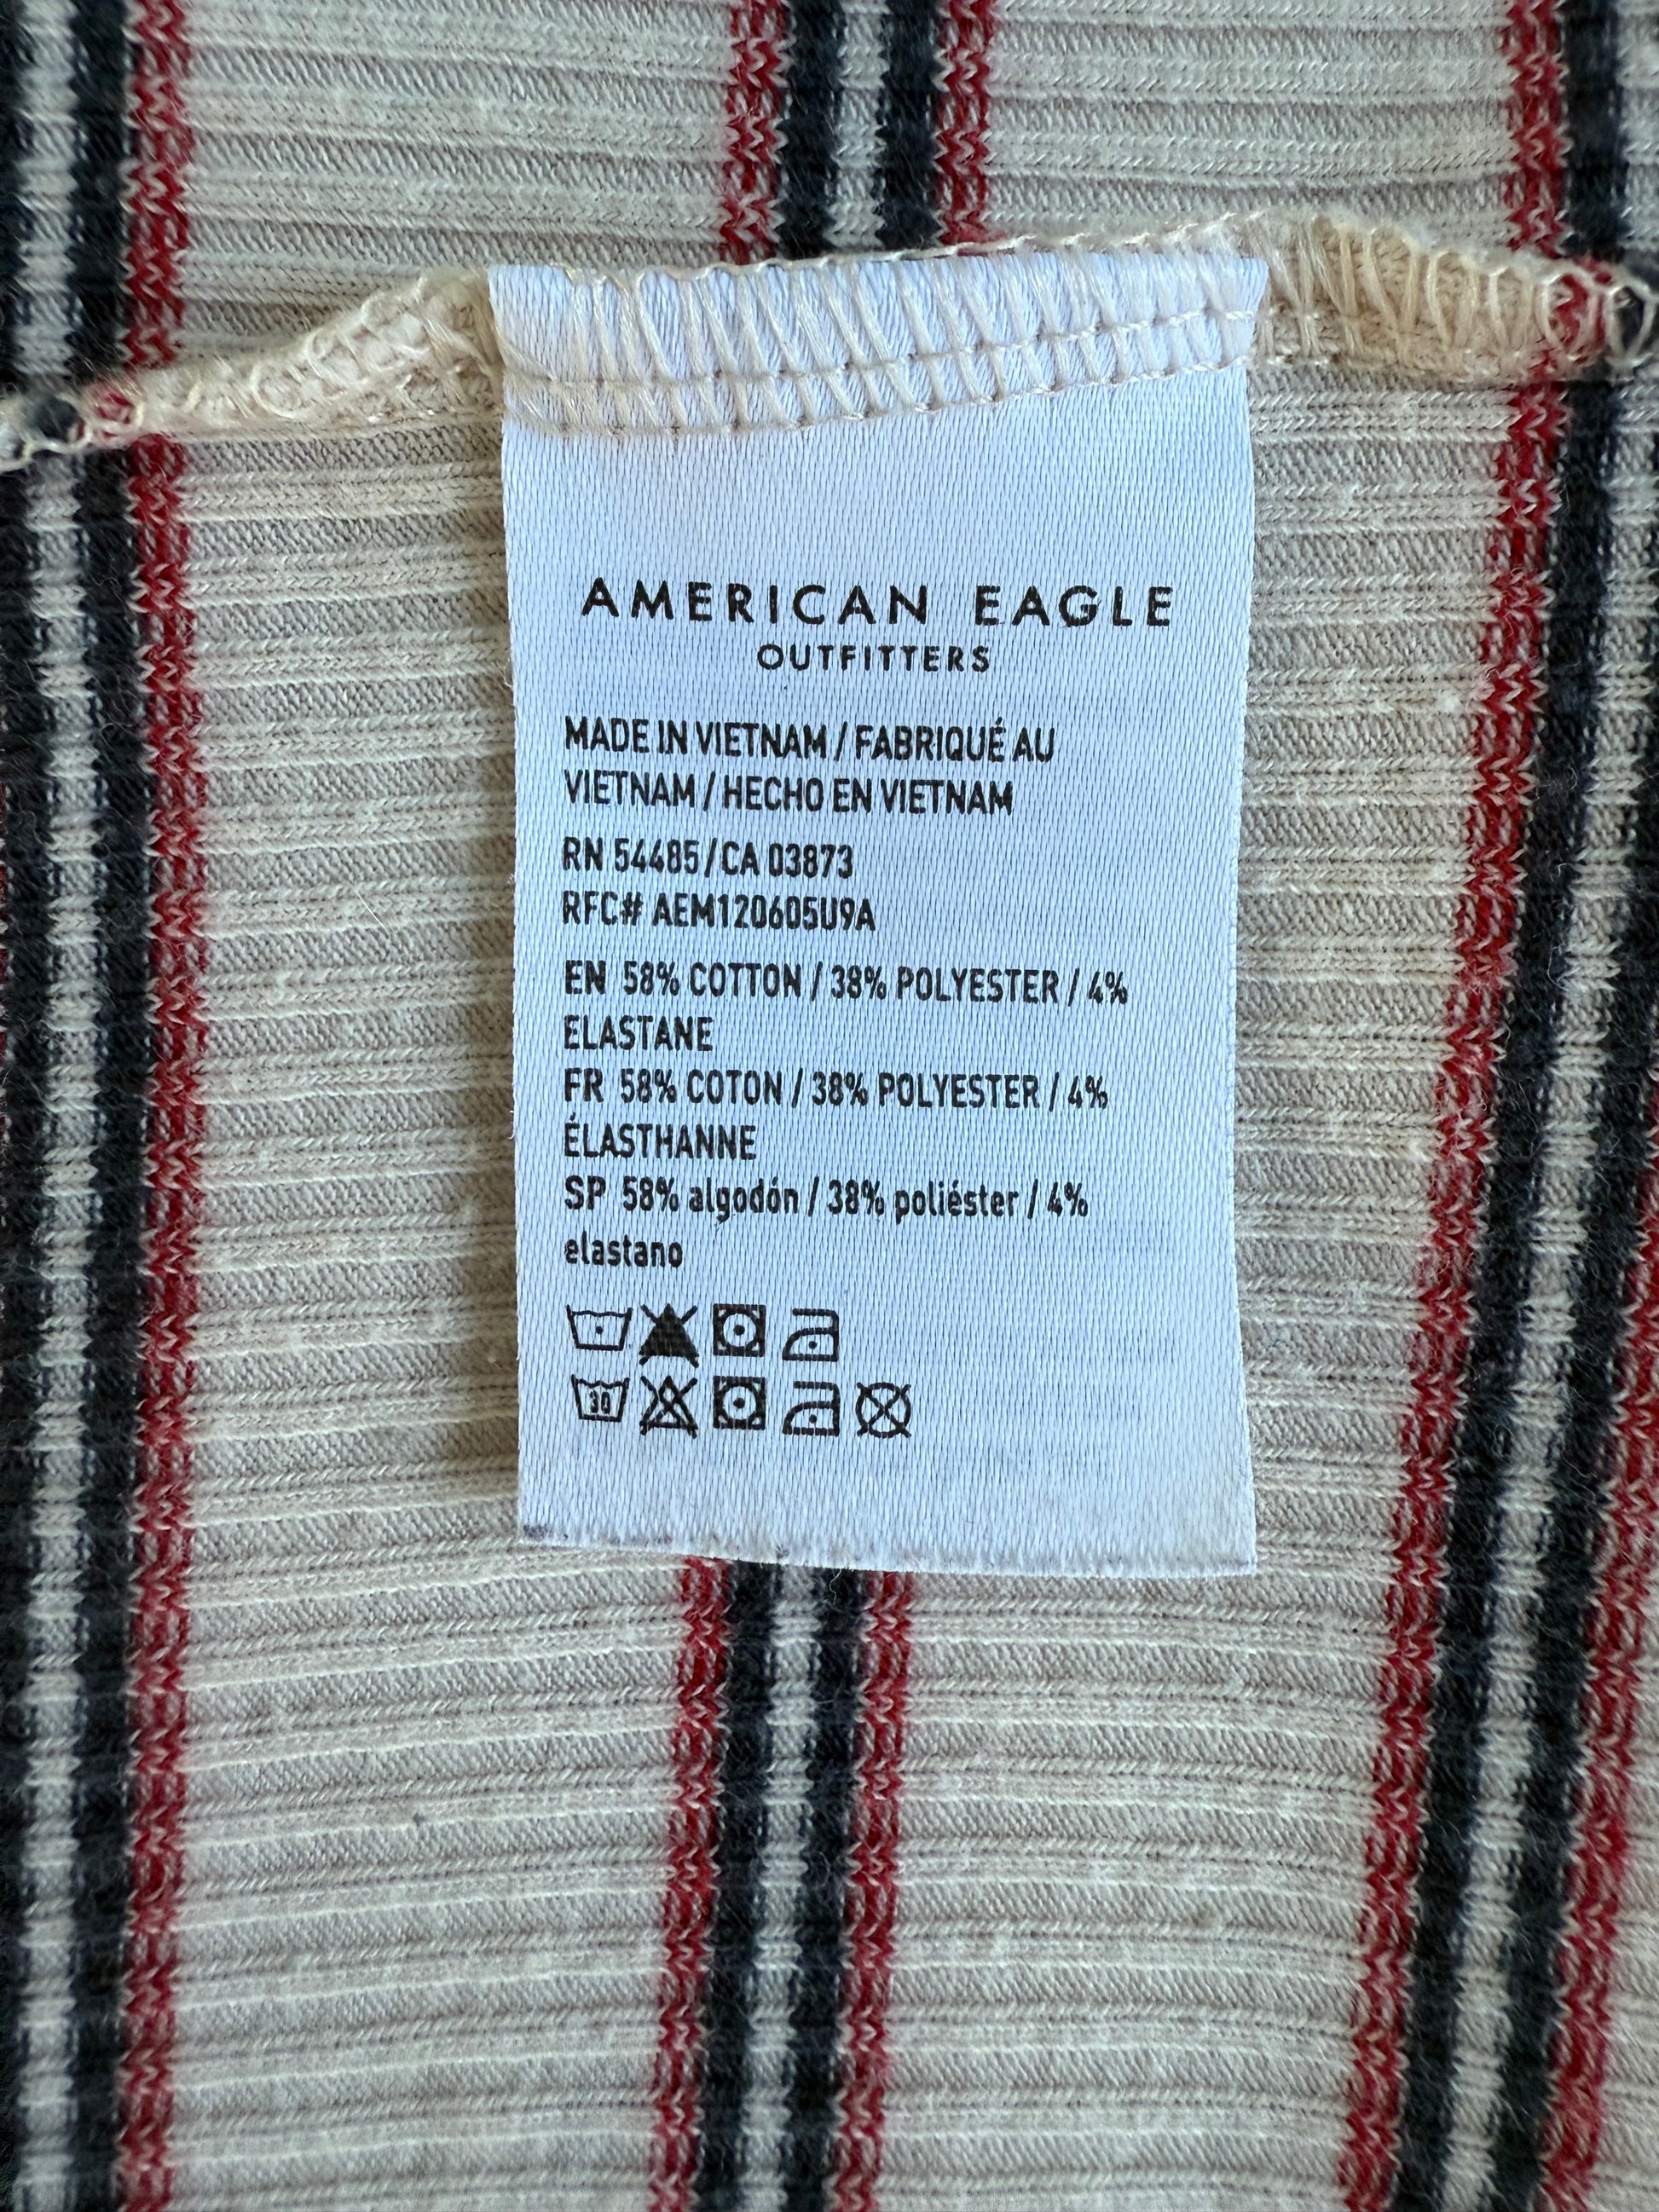 AMERICAN EAGLE
OUTFITTERS
MADE IN VIETNAM / FABRIQUÉ AU
VIETNAM / HECHO EN VIETNAM
RN 54485/CA 03873
RFC# AEM120605U9A
EN 58% COTTON / 38% POLYESTER / 4%
ELASTANE
FR 58% COTON / 38% POLYESTER / 4%
ÉLASTHANNE
SP 58% algodón / 38% poliéster / 4%
elastano
30